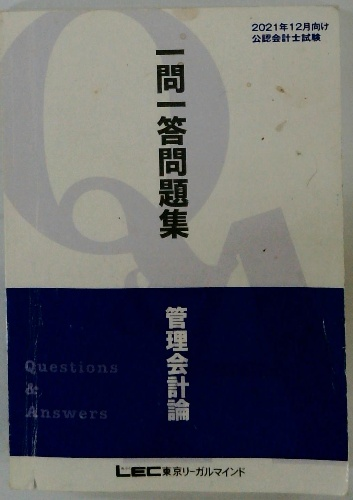 2021年12月向け
公認会計士試験
一問一答問題集
管理会計論
Questions
&
Answers
LEC東京リーガルマインド